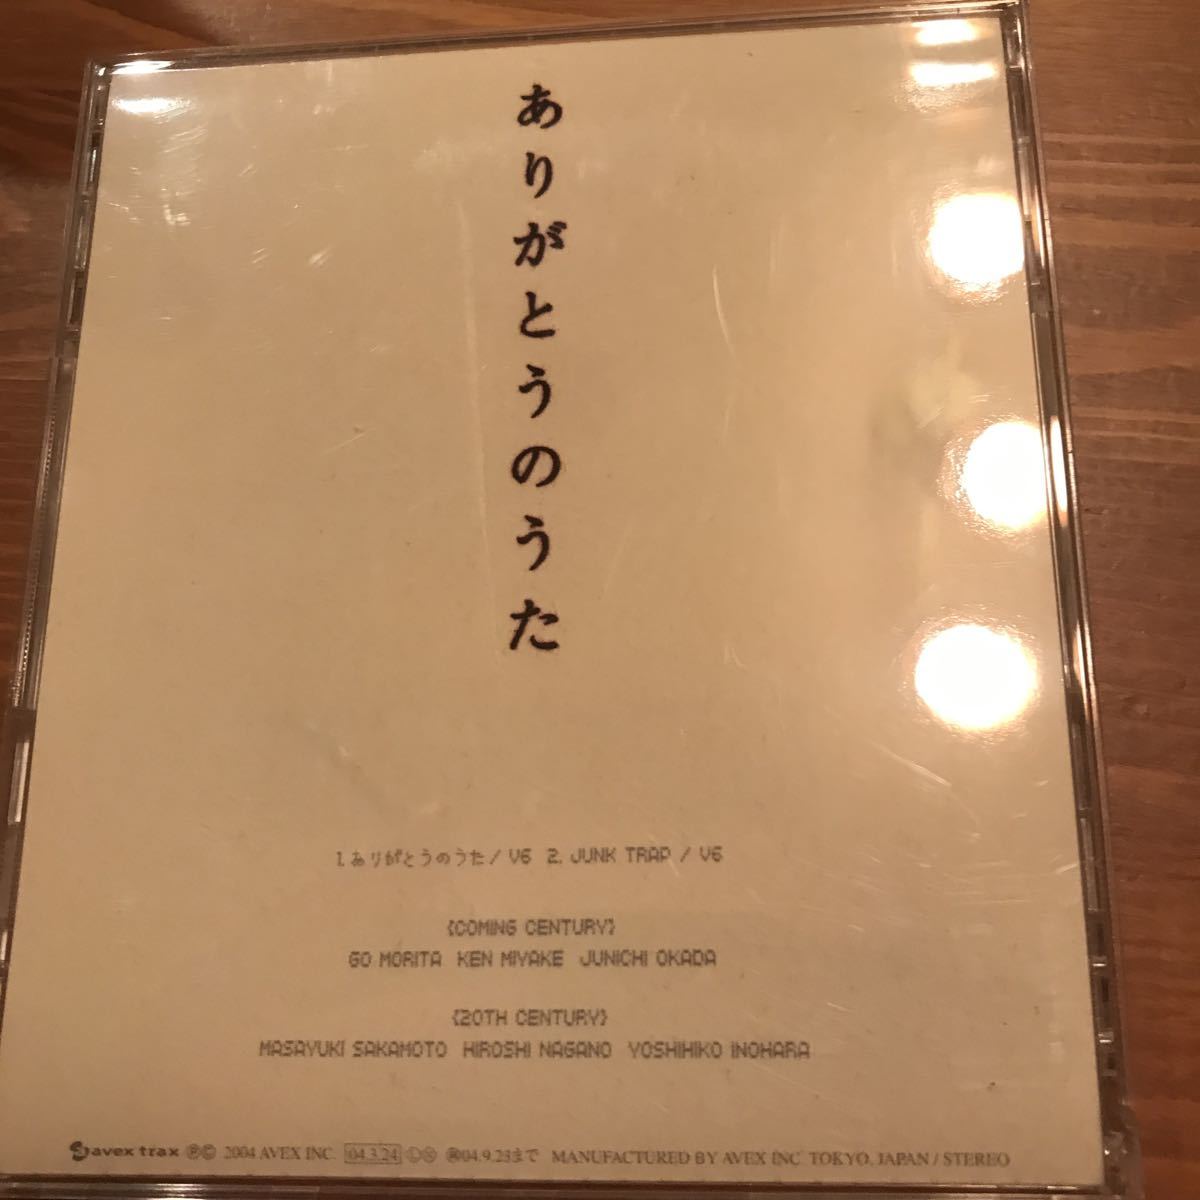 ありがとうのうた
1. ありがとうのうた / V6 2. JUNK TRAP / V6
{COMING CENTURY}
GO MORITA KEN MIYAKE JUNICHI OKADA
{20TH CENTURY}
MASAYUKI SAKAMOTO HIROSHI NAGANO YOSHIHIKO INOHARA
avex trax ℗© 2004 AVEX INC. 04.3.24 Ⓛ Ⓢ 04.9.23まで MANUFACTURED BY AVEX INC. TOKYO, JAPAN / STEREO